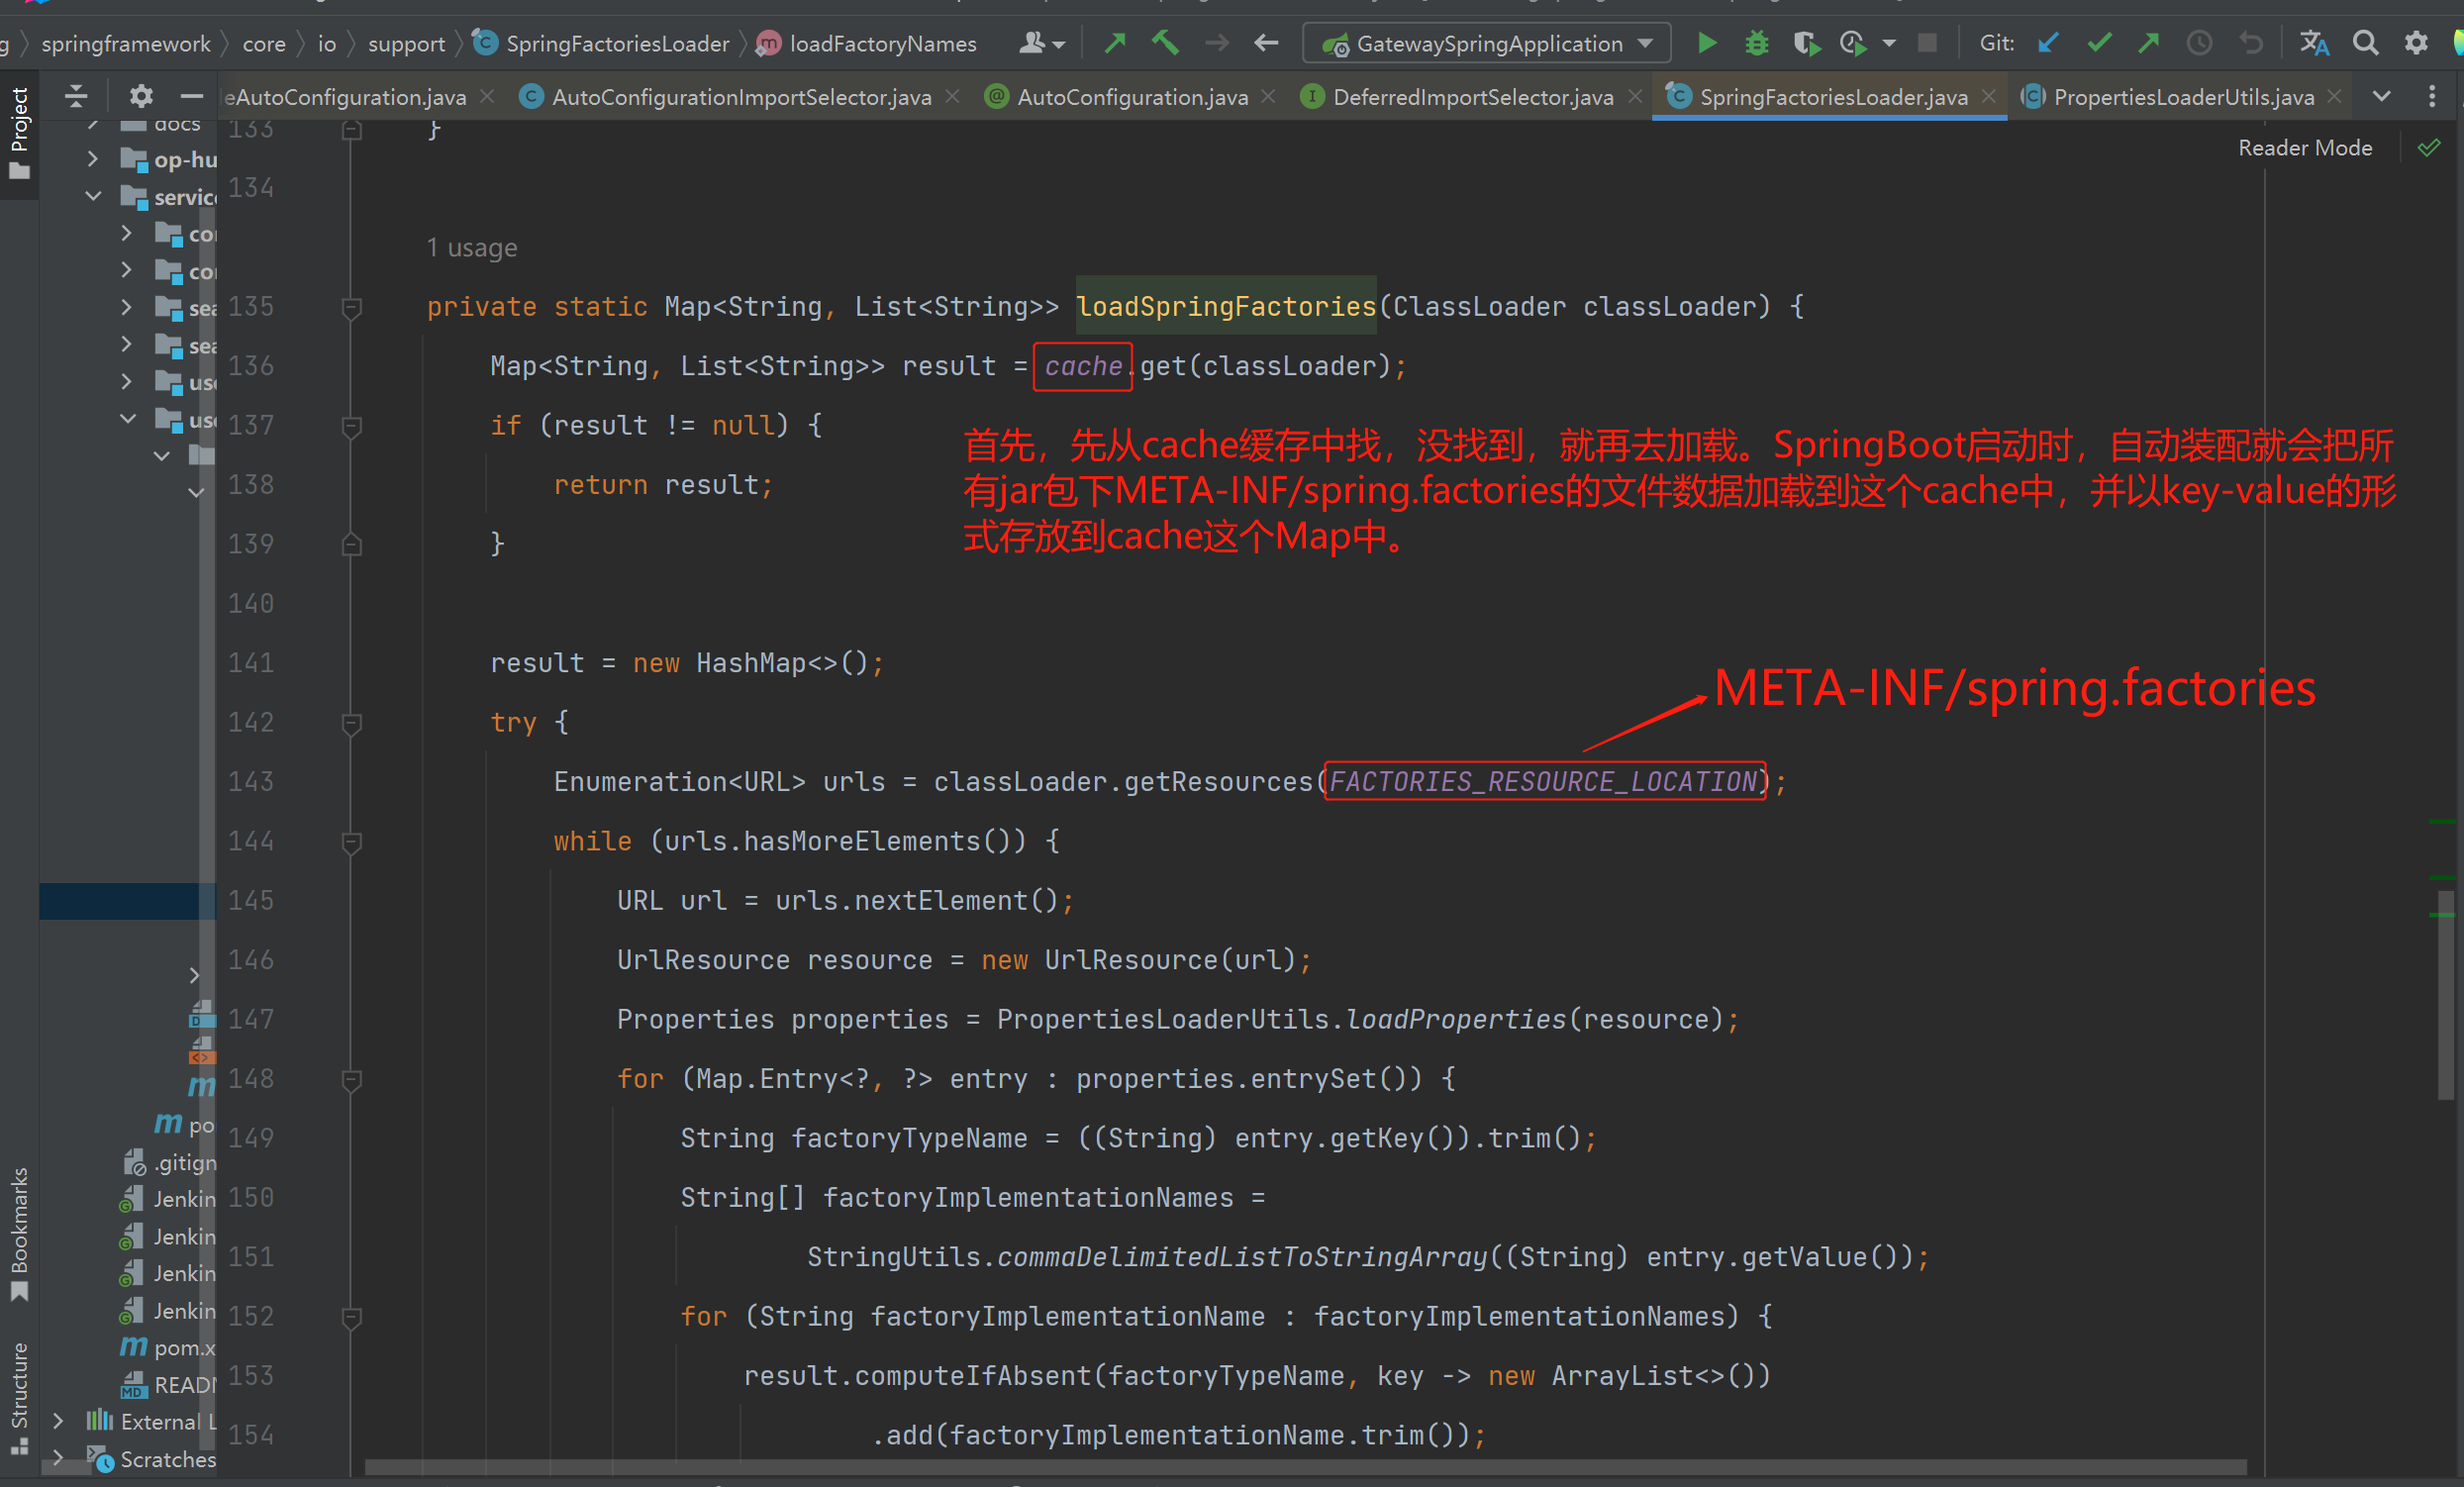 springframework core io support SpringFactoriesLoader loadFactoryNames GatewaySpringApplication Git:
eAutoConfiguration.java AutoConfigurationImportSelector.java AutoConfiguration.java DeferredImportSelector.java SpringFactoriesLoader.java PropertiesLoaderUtils.java
Project
docs
op-hu
servic
cor
cor
sea
sea
use
use
po
.gitign
Jenkin
Jenkin
Jenkin
Jenkin
pom.x
READM
External L
Scratches
Bookmarks
Structure
Reader Mode
133 }
134
1 usage
135 private static Map<String, List<String>> loadSpringFactories(ClassLoader classLoader) {
136 Map<String, List<String>> result = cache.get(classLoader);
137 if (result != null) {
138 return result;
139 }
140
141 result = new HashMap<>();
142 try {
143 Enumeration<URL> urls = classLoader.getResources(FACTORIES_RESOURCE_LOCATION);
144 while (urls.hasMoreElements()) {
145 URL url = urls.nextElement();
146 UrlResource resource = new UrlResource(url);
147 Properties properties = PropertiesLoaderUtils.loadProperties(resource);
148 for (Map.Entry<?, ?> entry : properties.entrySet()) {
149 String factoryTypeName = ((String) entry.getKey()).trim();
150 String[] factoryImplementationNames =
151 StringUtils.commaDelimitedListToStringArray((String) entry.getValue());
152 for (String factoryImplementationName : factoryImplementationNames) {
153 result.computeIfAbsent(factoryTypeName, key -> new ArrayList<>())
154 .add(factoryImplementationName.trim());
首先，先从cache缓存中找，没找到，就再去加载。SpringBoot启动时，自动装配就会把所
有jar包下META-INF/spring.factories的文件数据加载到这个cache中，并以key-value的形
式存放到cache这个Map中。
META-INF/spring.factories